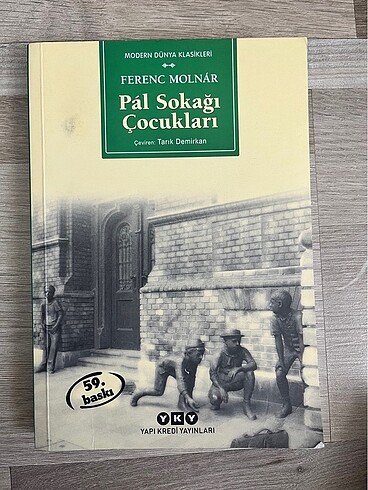 MODERN DÜNYA KLASİKLERİ
FERENC MOLNÁR
Pál Sokağı
Çocukları
Çeviren: Tarık Demirkan
59.
baskı
YKY
YAPI KREDİ YAYINLARI